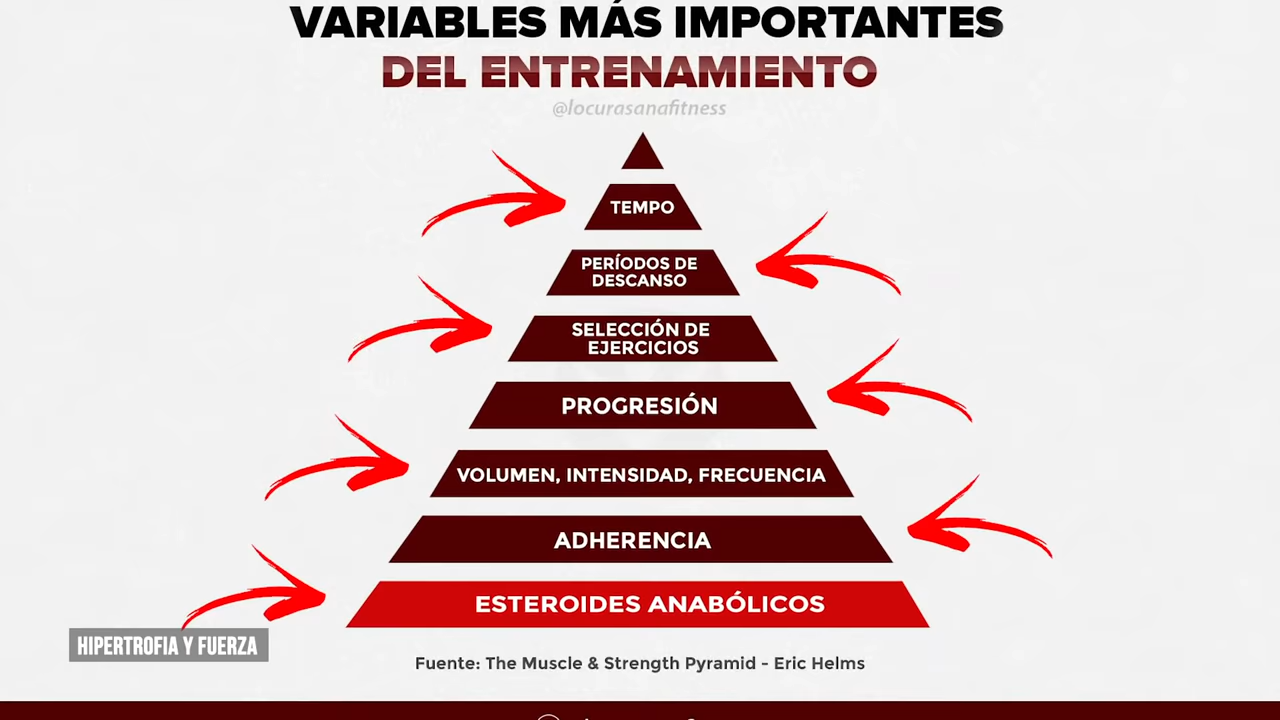 VARIABLES MÁS IMPORTANTES
DEL ENTRENAMIENTO
@locurasanafitness
TEMPO
PERÍODOS DE
DESCANSO
SELECCIÓN DE
EJERCICIOS
PROGRESIÓN
VOLUMEN, INTENSIDAD, FRECUENCIA
ADHERENCIA
ESTEROIDES ANABÓLICOS
HIPERTROFIA Y FUERZA
Fuente: The Muscle & Strength Pyramid - Eric Helms